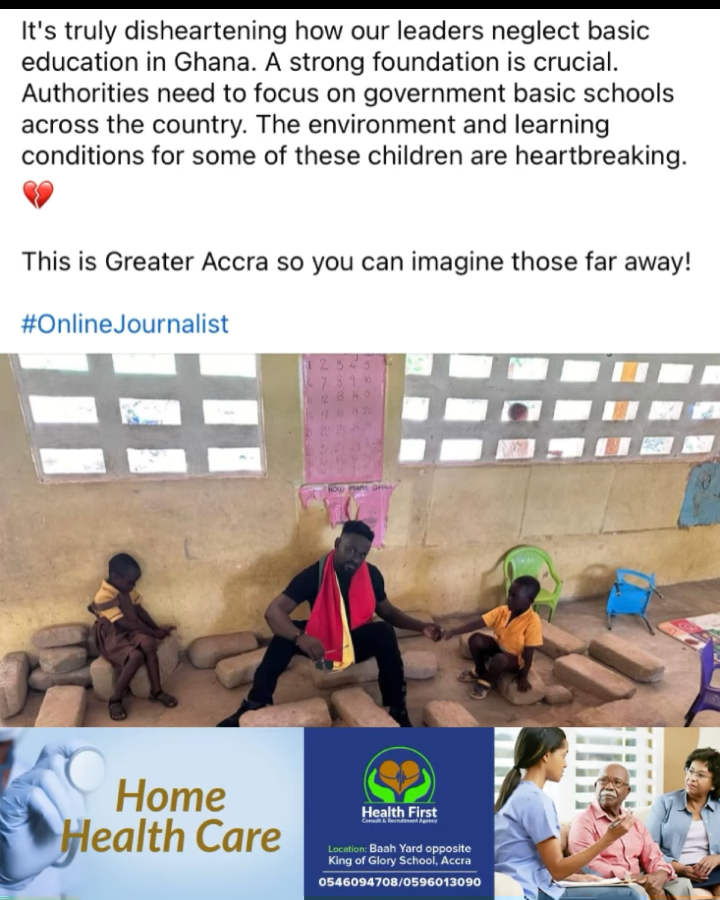 It's truly disheartening how our leaders neglect basic
education in Ghana. A strong foundation is crucial.
Authorities need to focus on government basic schools
across the country. The environment and learning
conditions for some of these children are heartbreaking.
💔
This is Greater Accra so you can imagine those far away!
#OnlineJournalist
Home
Health Care
Health First
Consult & Recruitment Agency
Location: Baah Yard opposite
King of Glory School, Accra
0546094708/0596013090